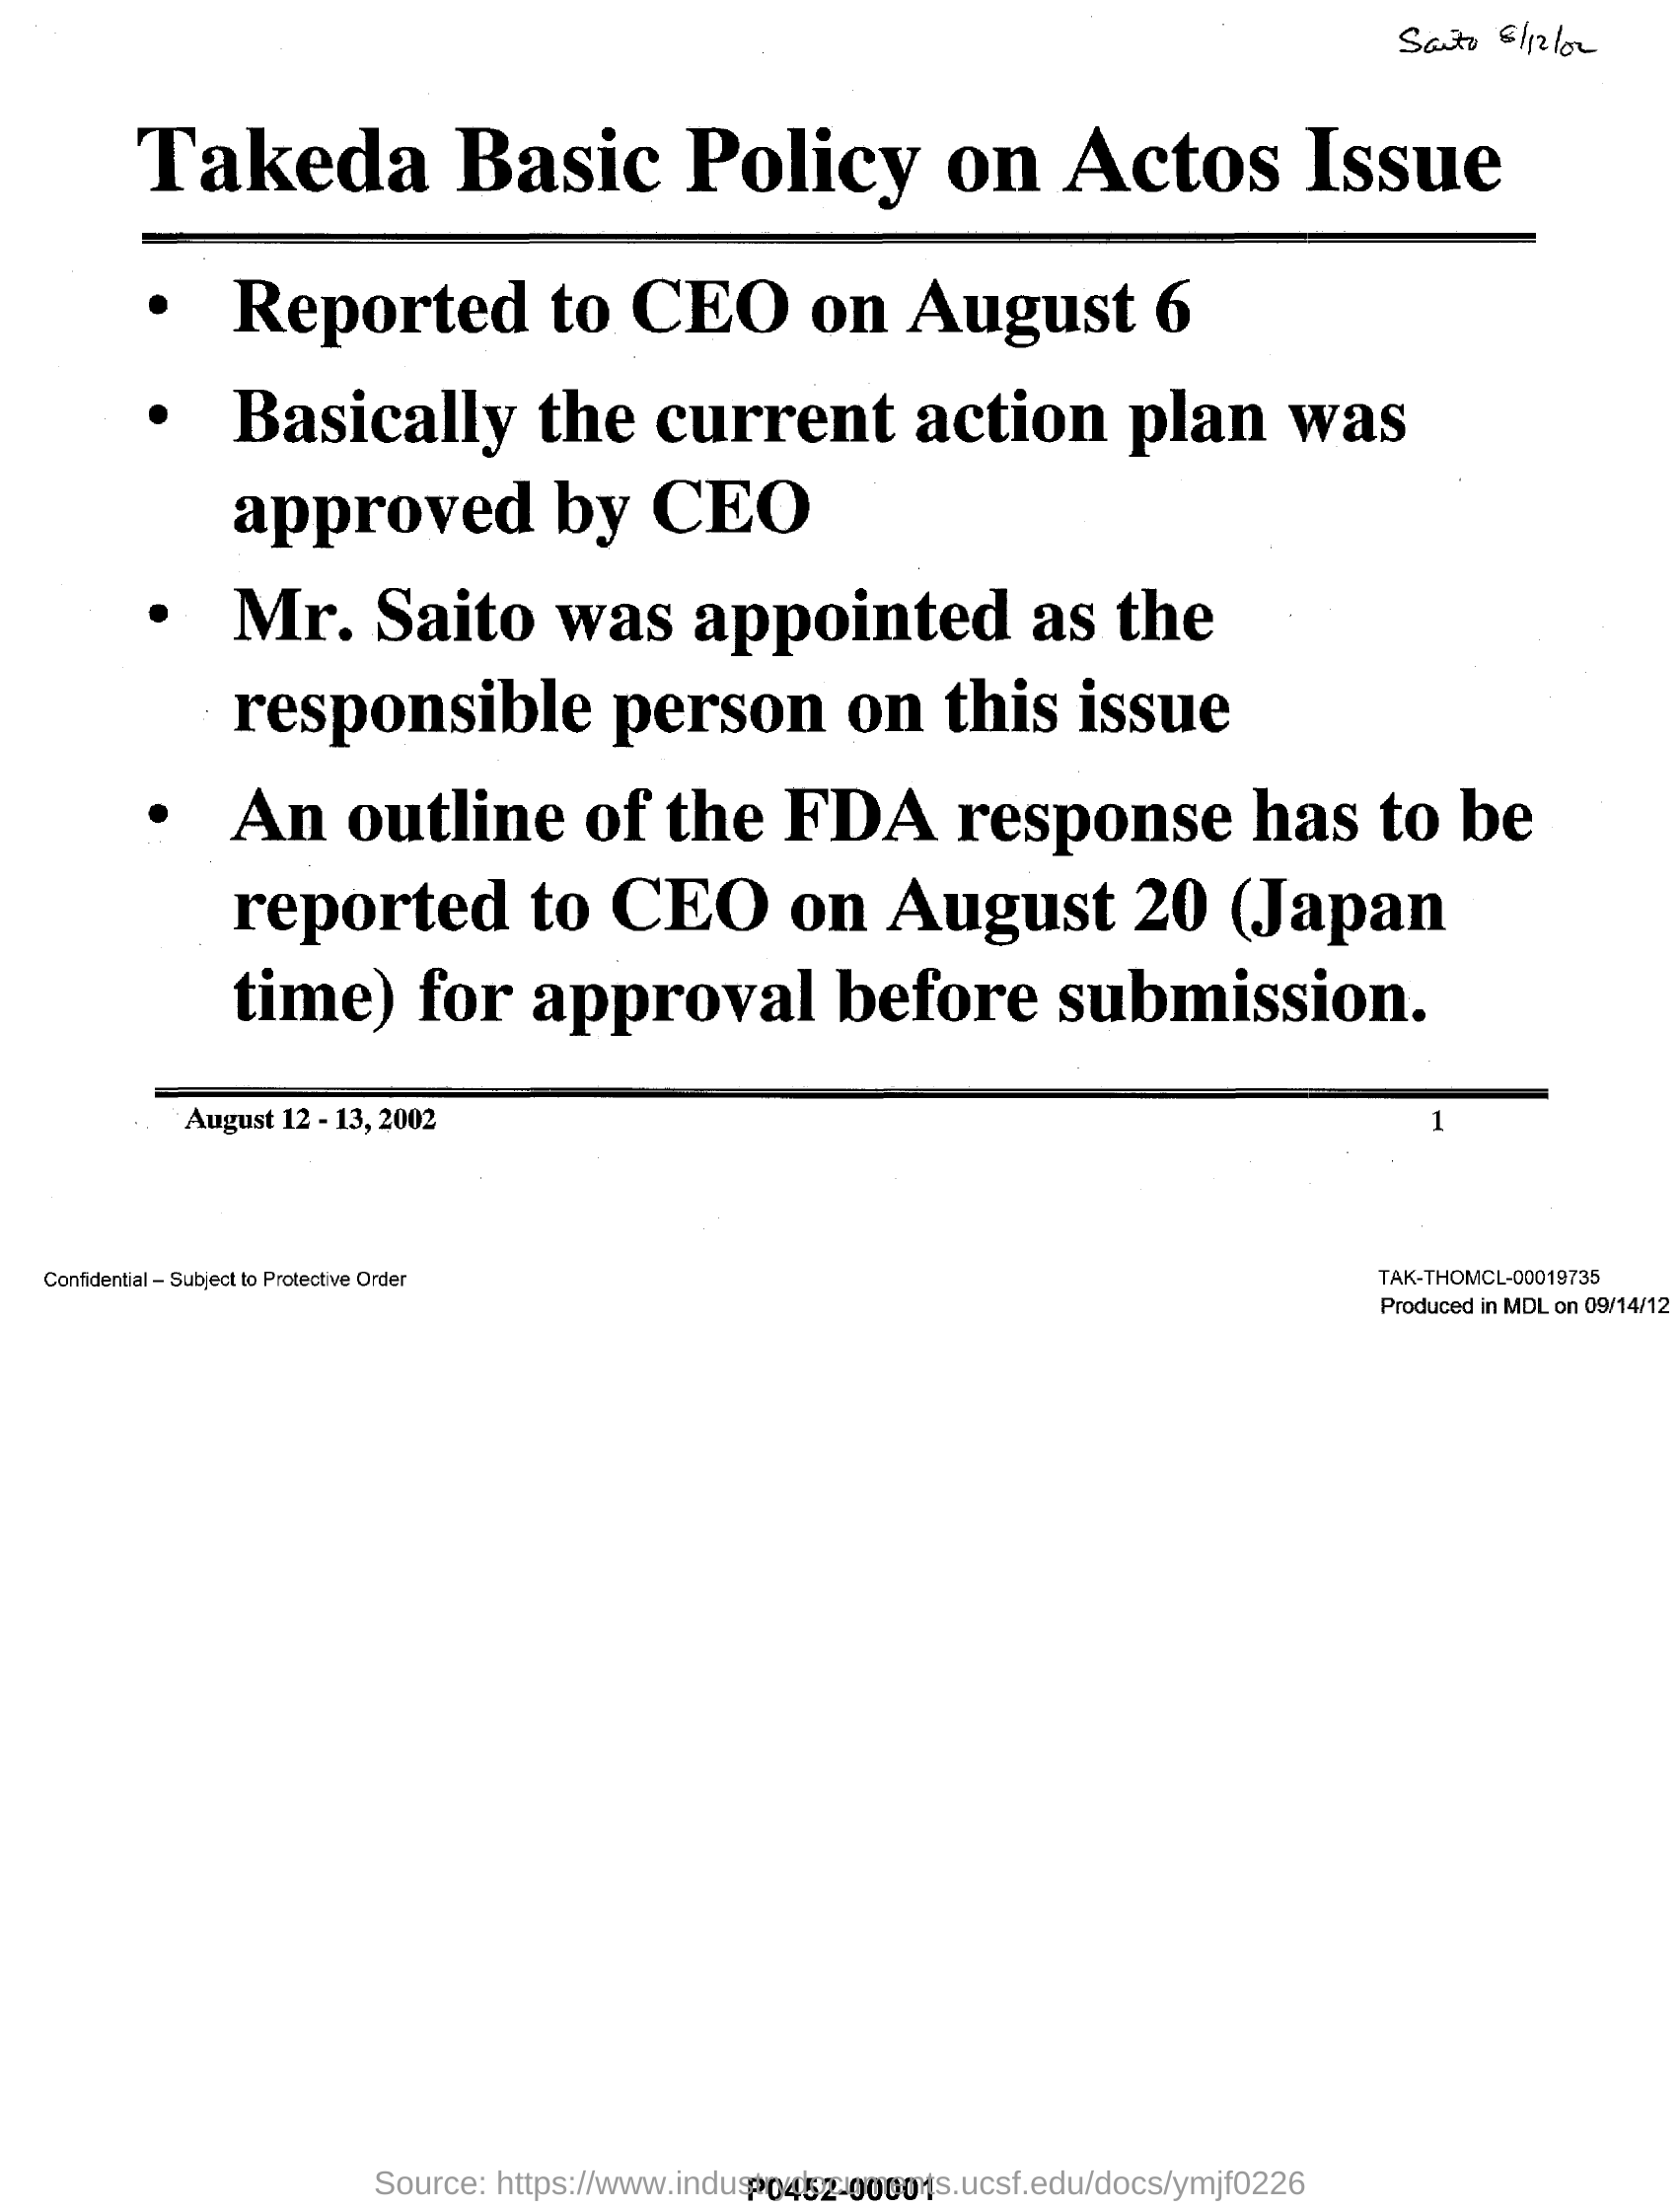 Saito 8/12/02
Takeda Basic Policy on Actos Issue
• Reported to CEO on August 6
• Basically the current action plan was
approved by CEO
• Mr. Saito was appointed as the
responsible person on this issue
• An outline of the FDA response has to be
reported to CEO on August 20 (Japan
time) for approval before submission.
August 12 - 13, 2002 1
Confidential – Subject to Protective Order
TAK-THOMCL-00019735
Produced in MDL on 09/14/12
Source: https://www.industrydocuments.ucsf.edu/docs/ymjf0226
P0452-00001